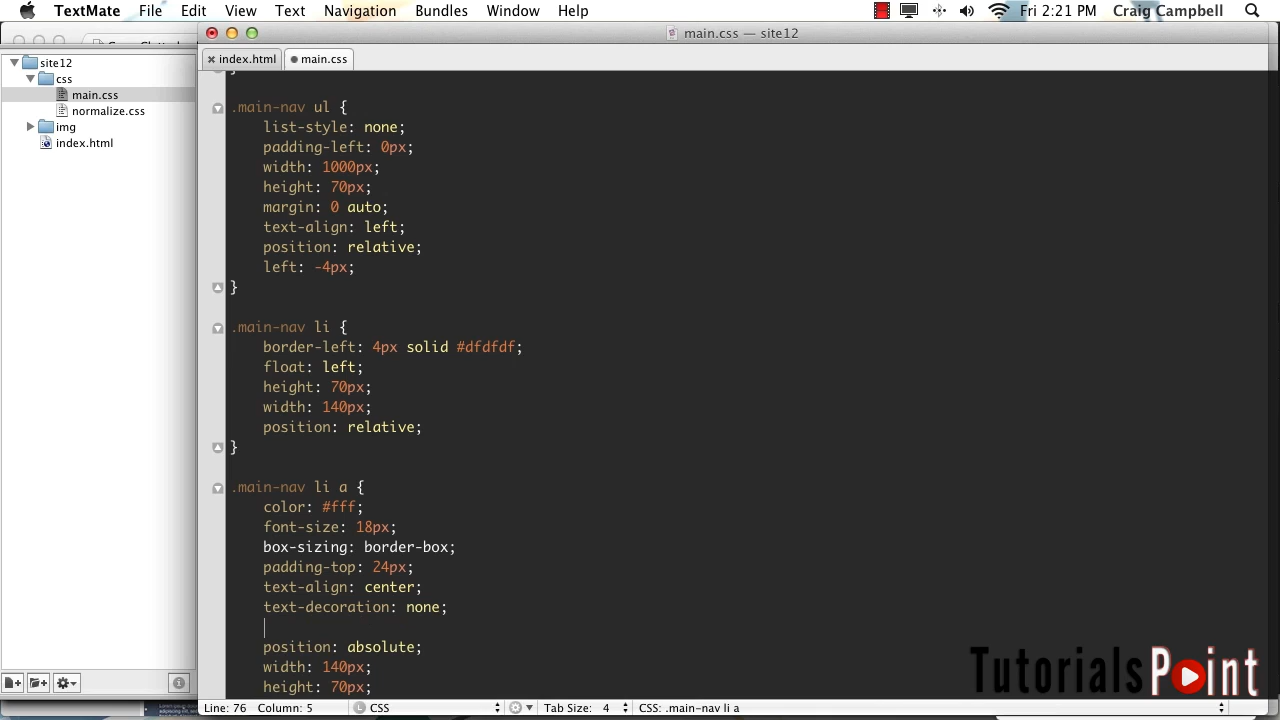 TextMate File Edit View Text Navigation Bundles Window Help Fri 2:21 PM Craig Campbell
main.css — site12
index.html main.css
site12
css
main.css
normalize.css
img
index.html
}
.main-nav ul {
list-style: none;
padding-left: 0px;
width: 1000px;
height: 70px;
margin: 0 auto;
text-align: left;
position: relative;
left: -4px;
}
.main-nav li {
border-left: 4px solid #dfdfdf;
float: left;
height: 70px;
width: 140px;
position: relative;
}
.main-nav li a {
color: #fff;
font-size: 18px;
box-sizing: border-box;
padding-top: 24px;
text-align: center;
text-decoration: none;
position: absolute;
width: 140px;
height: 70px;
TutorialsPoint
Line: 76 Column: 5 L CSS Tab Size: 4 CSS: .main-nav li a